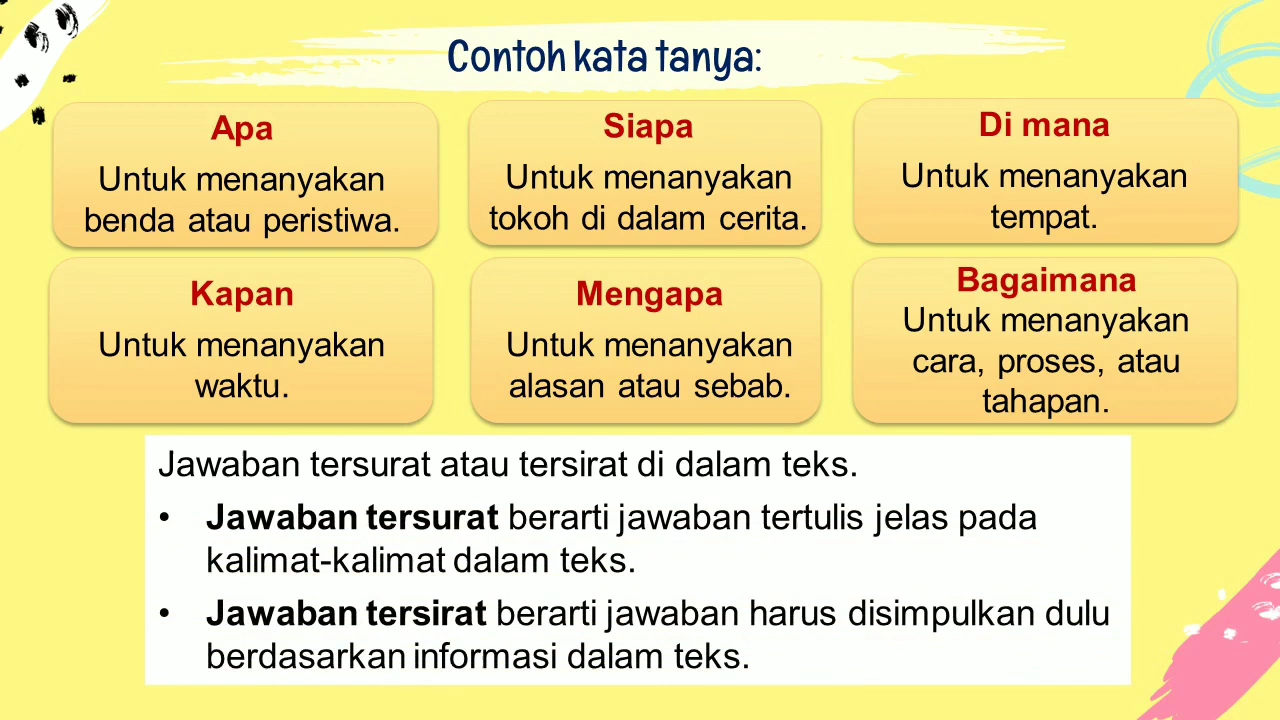 Contoh kata tanya:
Apa
Untuk menanyakan
benda atau peristiwa.
Siapa
Untuk menanyakan
tokoh di dalam cerita.
Di mana
Untuk menanyakan
tempat.
Kapan
Untuk menanyakan
waktu.
Mengapa
Untuk menanyakan
alasan atau sebab.
Bagaimana
Untuk menanyakan
cara, proses, atau
tahapan.
Jawaban tersurat atau tersirat di dalam teks.
• Jawaban tersurat berarti jawaban tertulis jelas pada
kalimat-kalimat dalam teks.
• Jawaban tersirat berarti jawaban harus disimpulkan dulu
berdasarkan informasi dalam teks.